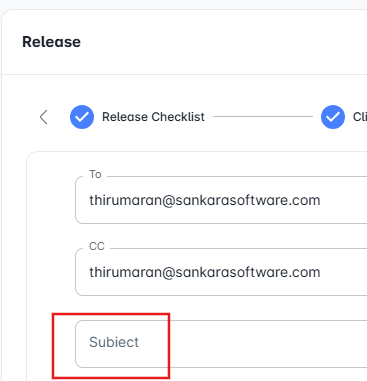 Release
Release Checklist
Cli
To
thirumaran@sankarasoftware.com
CC
thirumaran@sankarasoftware.com
Subject